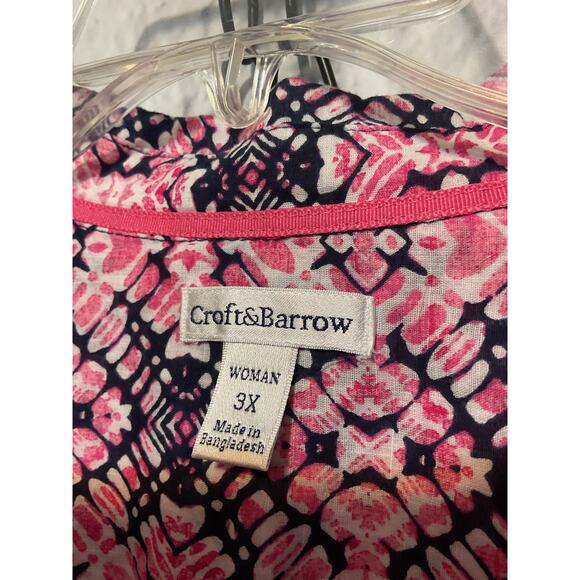 Croft&Barrow
WOMAN
3X
Made in
Bangladesh